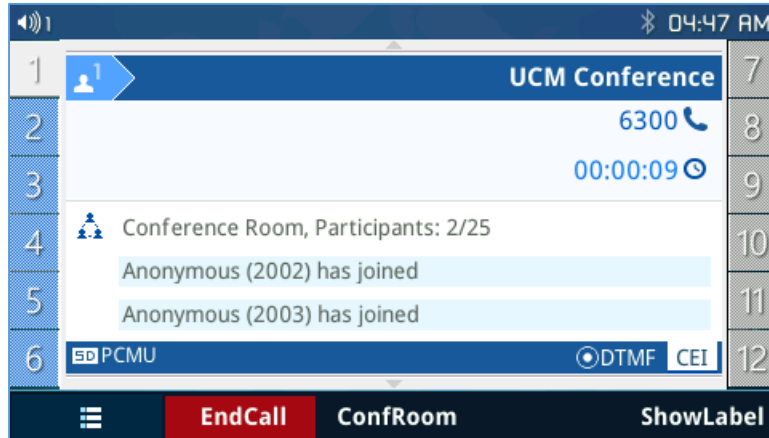 1 04:47 AM
1 1 UCM Conference 7
2 6300 8
3 00:00:09 9
4 Conference Room, Participants: 2/25 10
Anonymous (2002) has joined
5 Anonymous (2003) has joined 11
6 SD PCMU DTMF CEI 12
EndCall ConfRoom ShowLabel